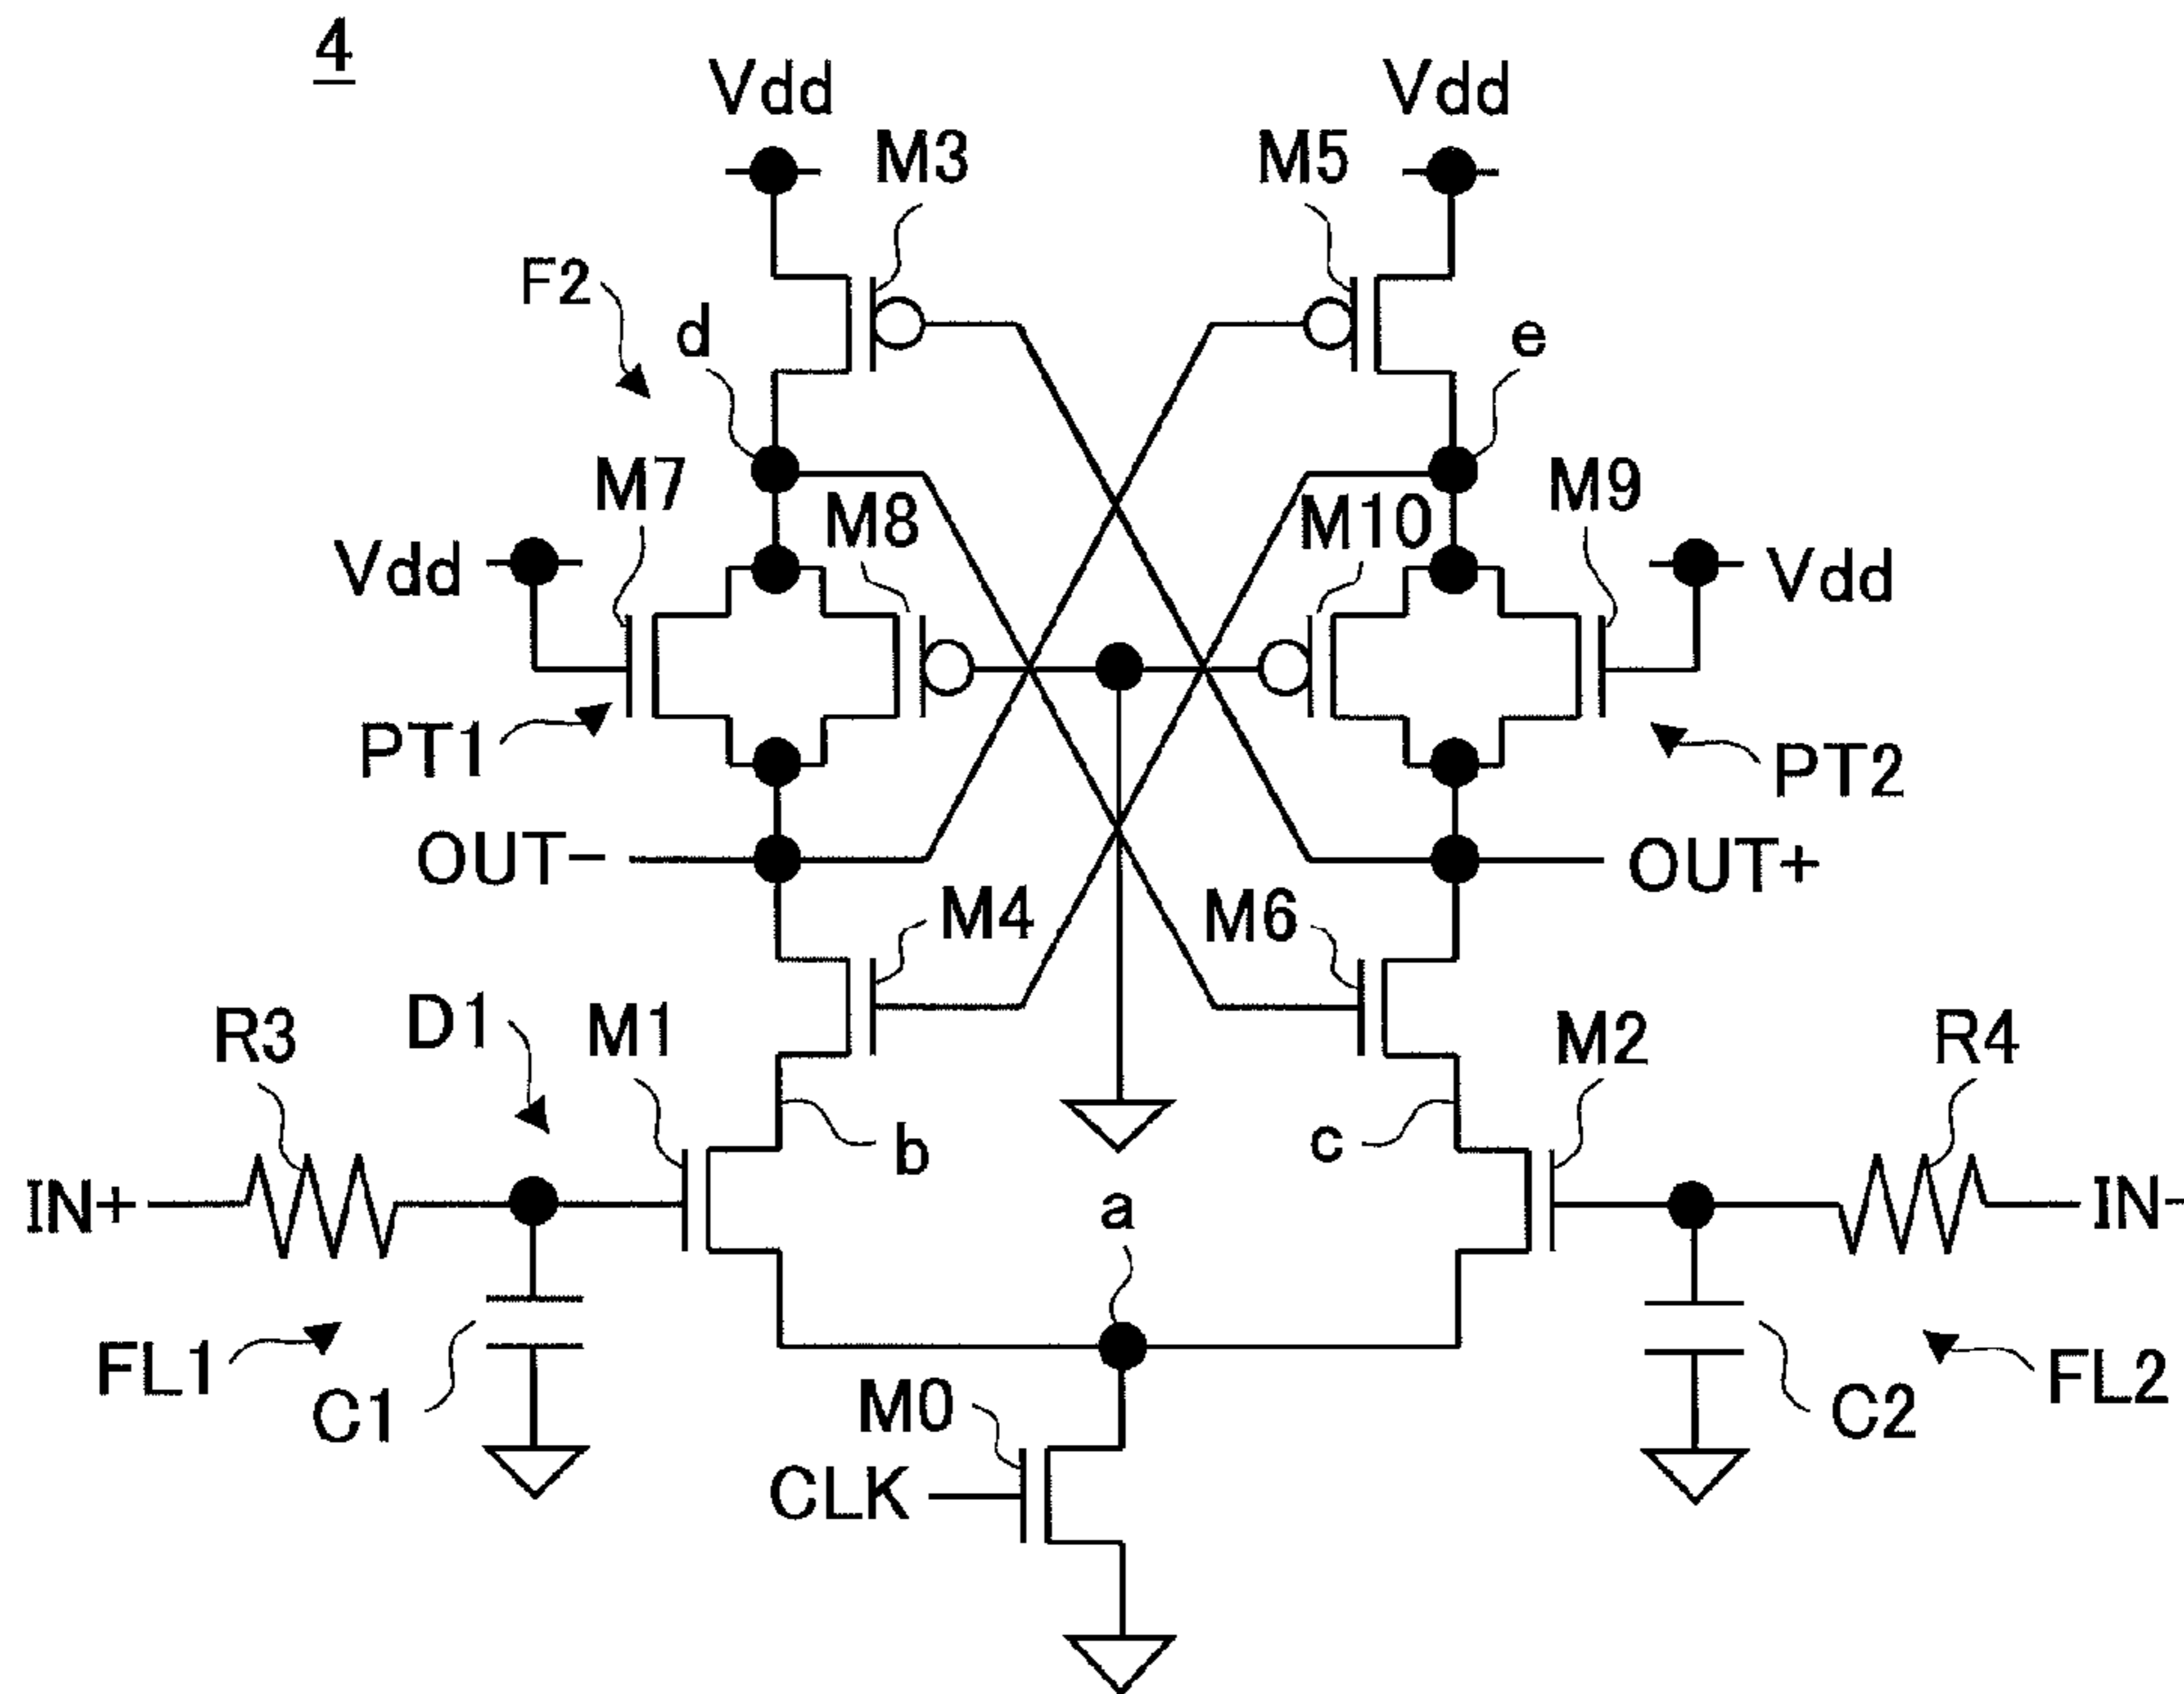 4
Vdd
Vdd
M3
M5
F2
d
e
M7
M8
M10
M9
Vdd
Vdd
PT1
PT2
OUT−
OUT+
M4
M6
R3
D1
M1
M2
R4
b
c
IN+
a
IN-
FL1
C1
M0
C2
FL2
CLK